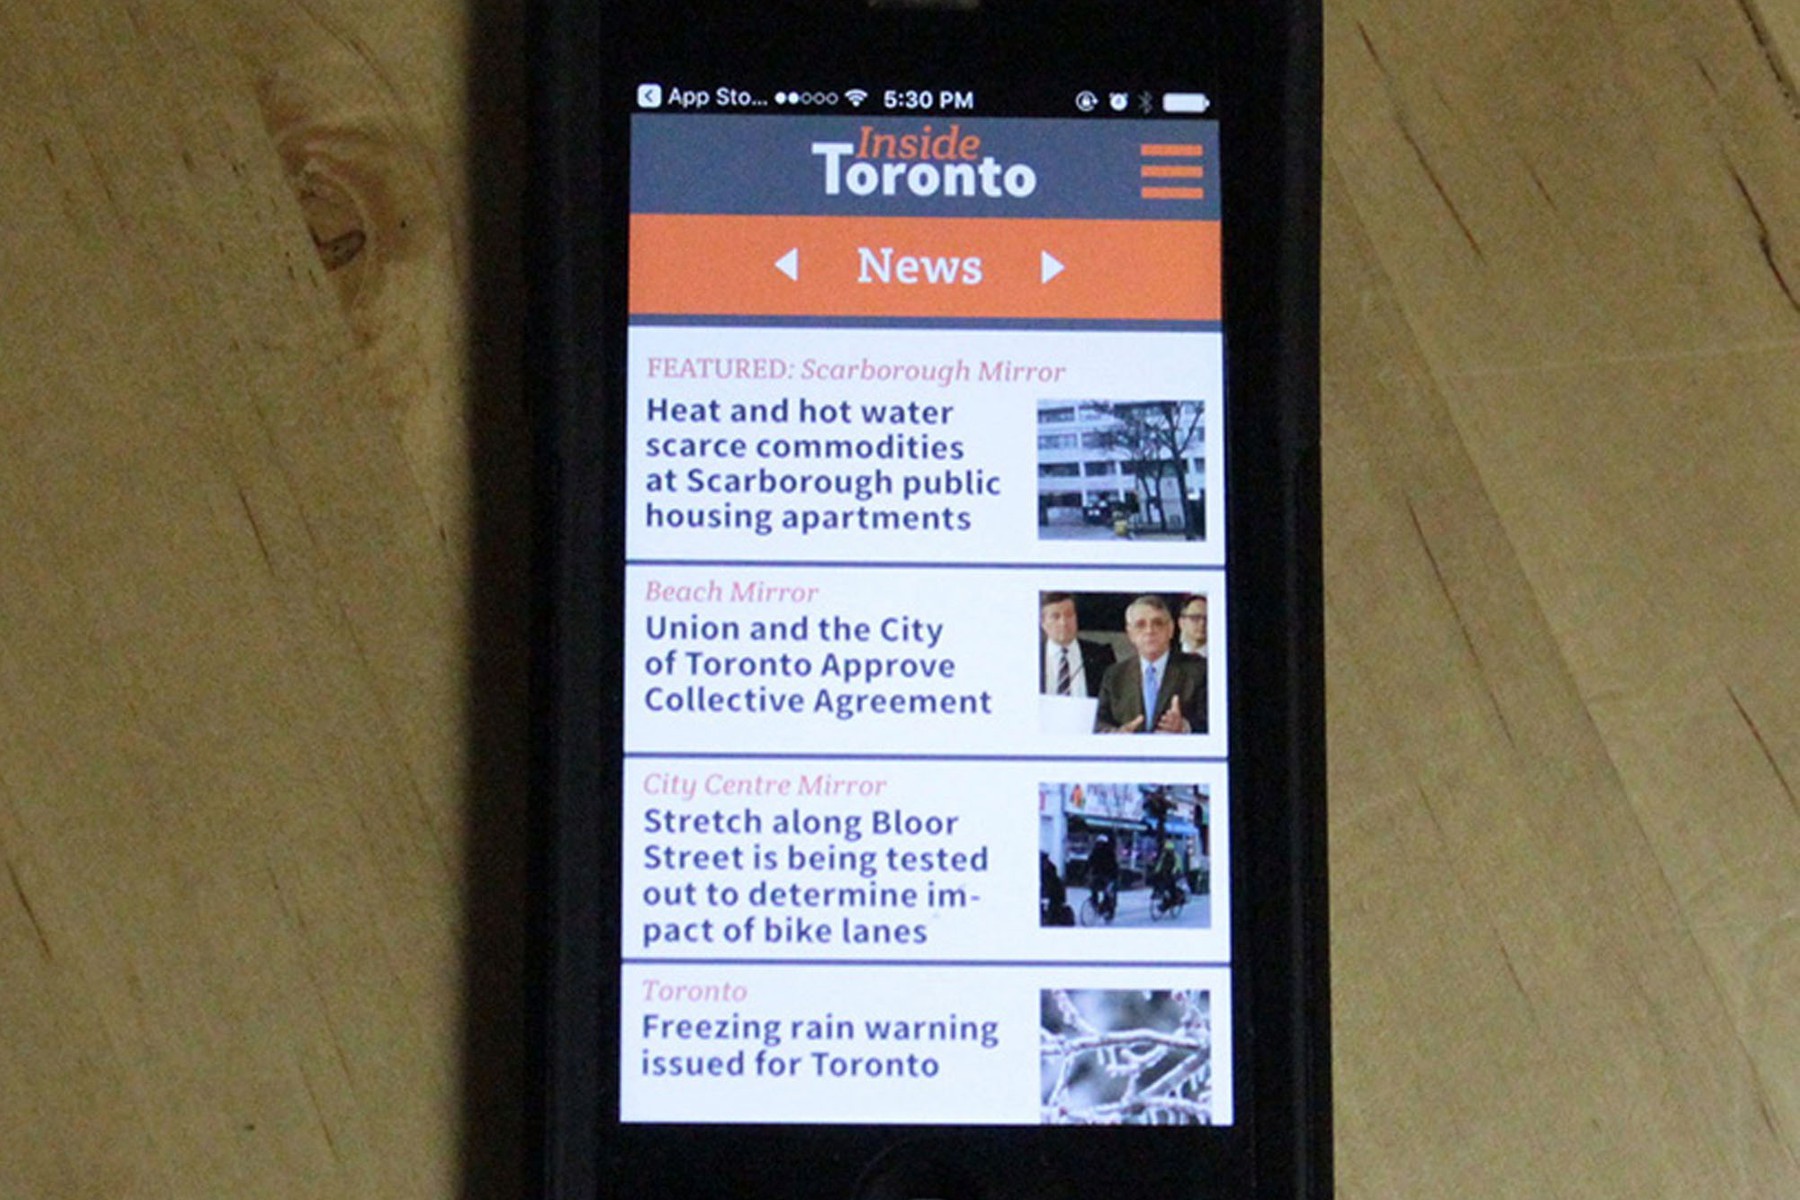 App Sto... 5:30 PM
Inside
Toronto
News
FEATURED: Scarborough Mirror
Heat and hot water
scarce commodities
at Scarborough public
housing apartments
Beach Mirror
Union and the City
of Toronto Approve
Collective Agreement
City Centre Mirror
Stretch along Bloor
Street is being tested
out to determine im-
pact of bike lanes
Toronto
Freezing rain warning
issued for Toronto